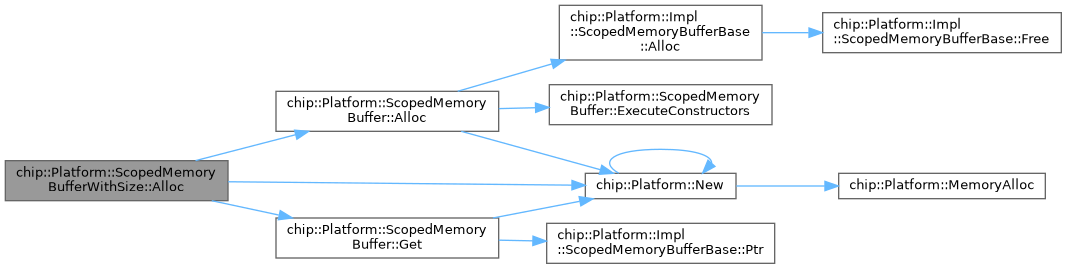 chip::Platform::ScopedMemory
BufferWithSize::Alloc
chip::Platform::ScopedMemory
Buffer::Alloc
chip::Platform::Impl
::ScopedMemoryBufferBase
::Alloc
chip::Platform::Impl
::ScopedMemoryBufferBase::Free
chip::Platform::ScopedMemory
Buffer::ExecuteConstructors
chip::Platform::New
chip::Platform::MemoryAlloc
chip::Platform::ScopedMemory
Buffer::Get
chip::Platform::Impl
::ScopedMemoryBufferBase::Ptr